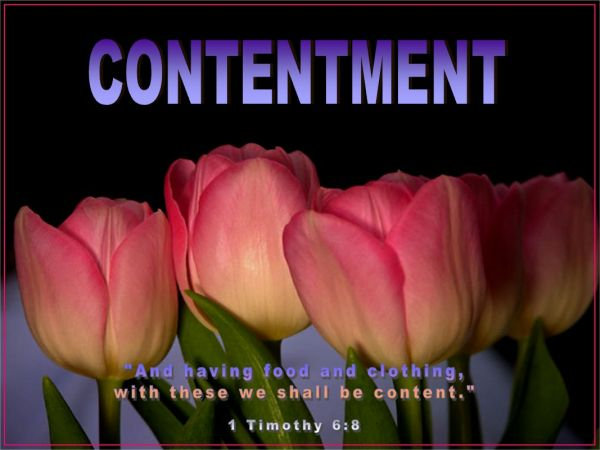 CONTENTMENT
"And having food and clothing,
with these we shall be content."
1 Timothy 6:8